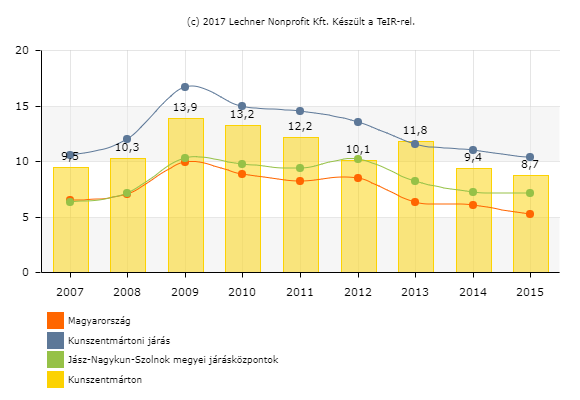 (c) 2017 Lechner Nonprofit Kft. Készült a TeIR-rel.
20
15
10
5
0
9,5
10,3
13,9
13,2
12,2
10,1
11,8
9,4
8,7
2007 2008 2009 2010 2011 2012 2013 2014 2015
Magyarország
Kunszentmártoni járás
Jász-Nagykun-Szolnok megyei járásközpontok
Kunszentmárton